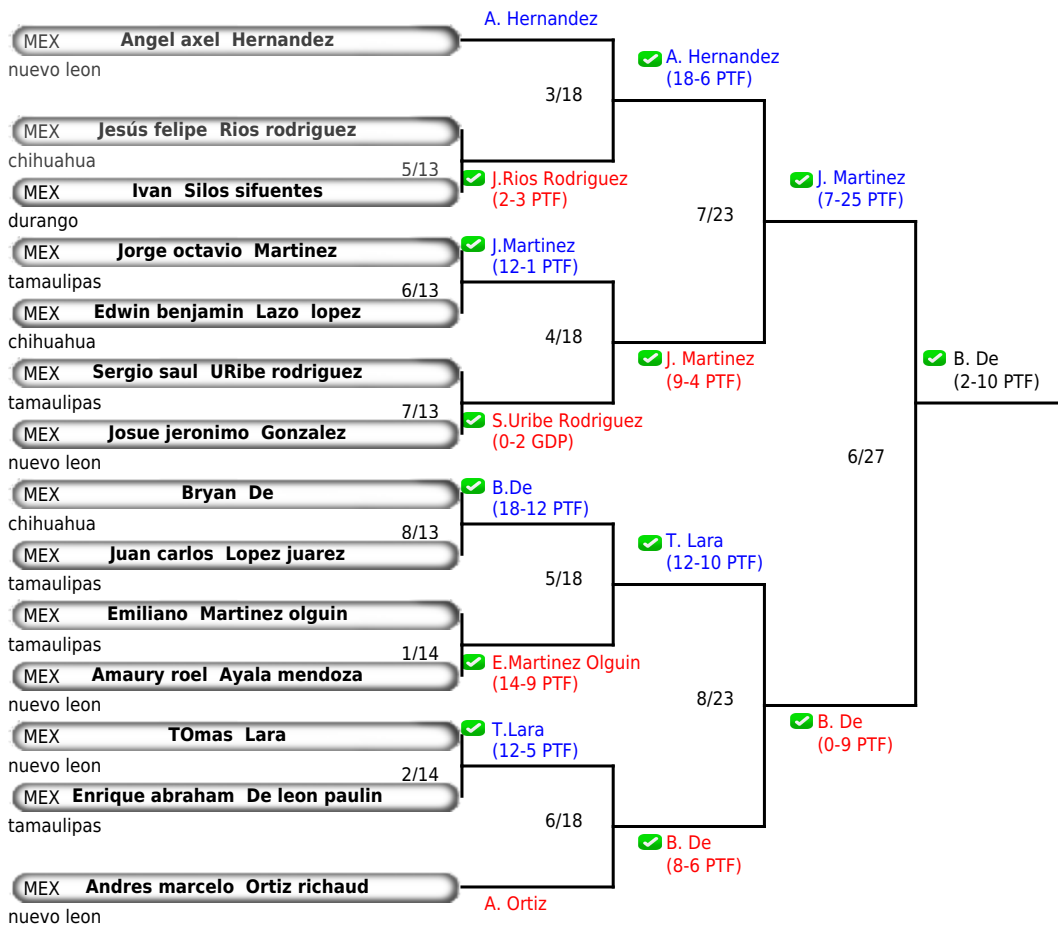 A. Hernandez
MEX Angel axel Hernandez
nuevo leon
A. Hernandez
(18-6 PTF)
3/18
MEX Jesús felipe Rios rodriguez
chihuahua
5/13
MEX Ivan Silos sifuentes
durango
J.Rios Rodriguez
(2-3 PTF)
J. Martinez
(7-25 PTF)
7/23
MEX Jorge octavio Martinez
tamaulipas
J.Martinez
(12-1 PTF)
6/13
MEX Edwin benjamin Lazo lopez
chihuahua
4/18
J. Martinez
(9-4 PTF)
B. De
(2-10 PTF)
MEX Sergio saul URibe rodriguez
tamaulipas
7/13
MEX Josue jeronimo Gonzalez
nuevo leon
S.Uribe Rodriguez
(0-2 GDP)
6/27
MEX Bryan De
chihuahua
B.De
(18-12 PTF)
8/13
MEX Juan carlos Lopez juarez
tamaulipas
T. Lara
(12-10 PTF)
5/18
MEX Emiliano Martinez olguin
tamaulipas
1/14
MEX Amaury roel Ayala mendoza
nuevo leon
E.Martinez Olguin
(14-9 PTF)
8/23
B. De
(0-9 PTF)
MEX TOmas Lara
nuevo leon
T.Lara
(12-5 PTF)
2/14
MEX Enrique abraham De leon paulin
tamaulipas
6/18
B. De
(8-6 PTF)
MEX Andres marcelo Ortiz richaud
nuevo leon
A. Ortiz